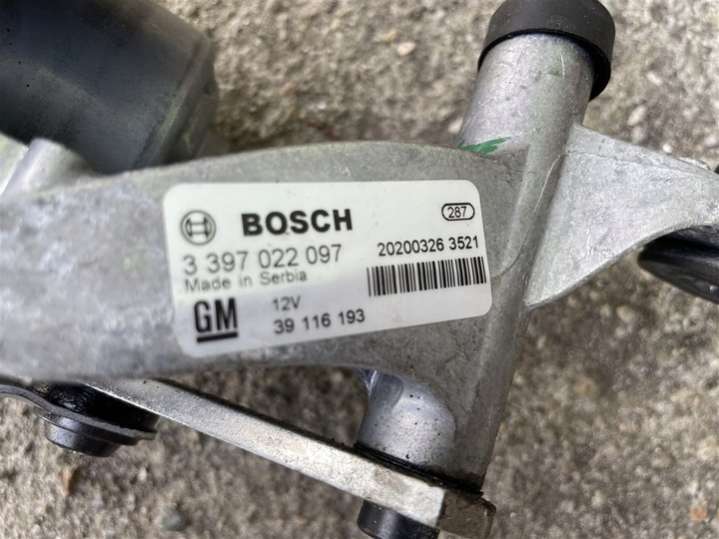 BOSCH
287
3 397 022 097
20200326 3521
Made in Serbia
GM
12V
39 116 193